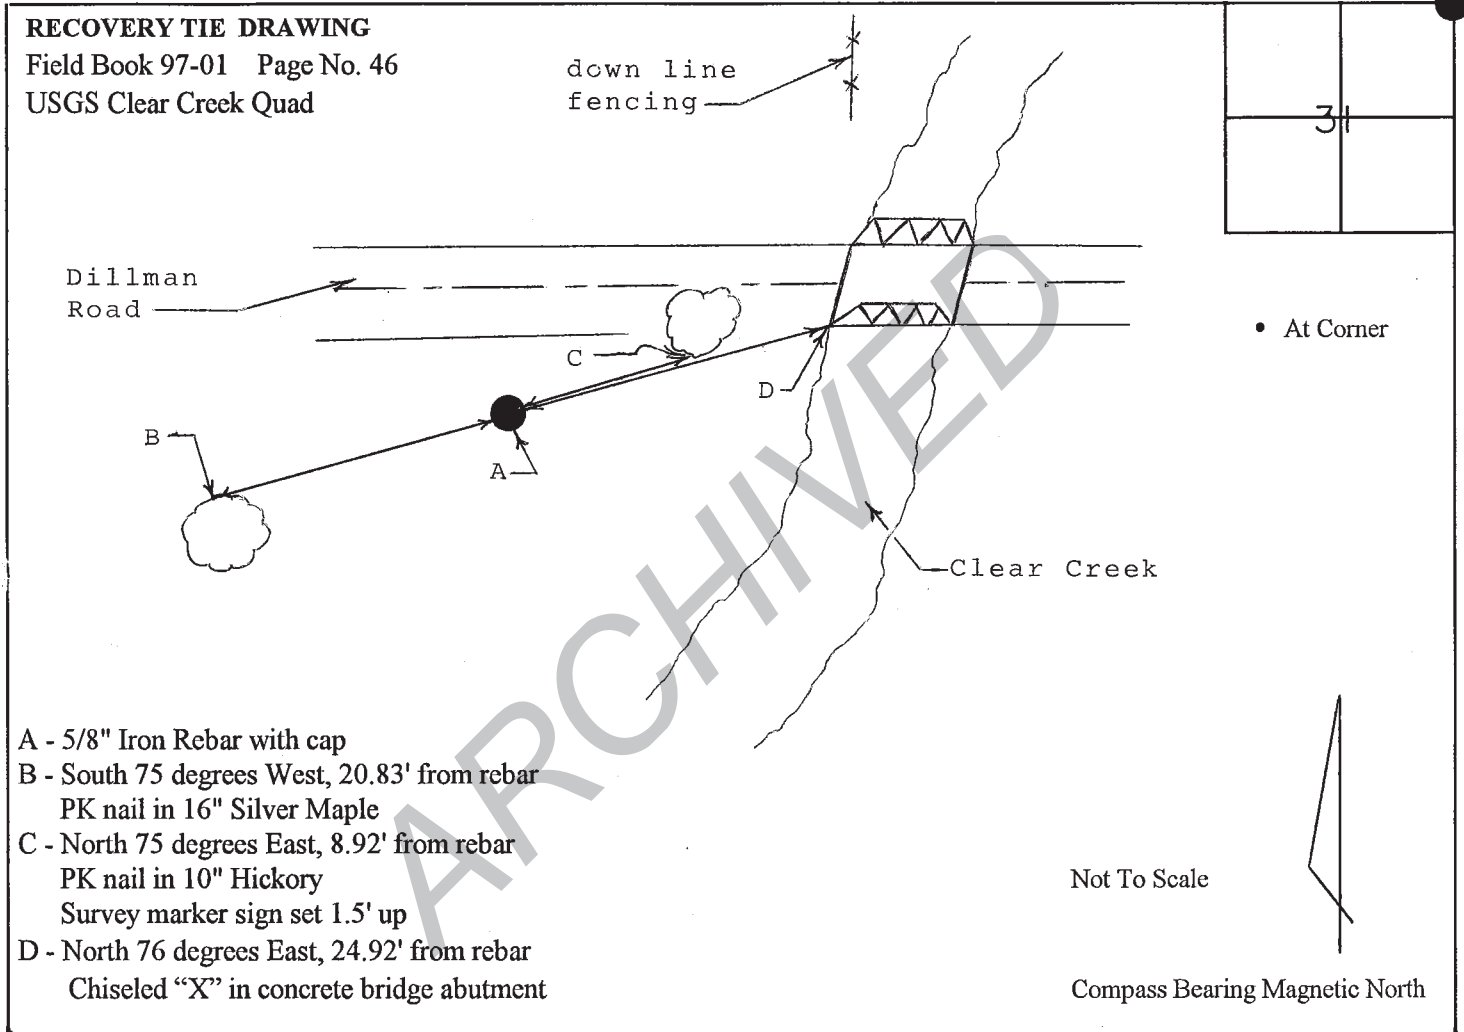 RECOVERY TIE DRAWING
Field Book 97-01 Page No. 46
USGS Clear Creek Quad
down line
fencing
31
Dillman
Road
At Corner
C
D
B
A
Clear Creek
ARCHIVED
A - 5/8" Iron Rebar with cap
B - South 75 degrees West, 20.83' from rebar
PK nail in 16" Silver Maple
C - North 75 degrees East, 8.92' from rebar
PK nail in 10" Hickory
Survey marker sign set 1.5' up
D - North 76 degrees East, 24.92' from rebar
Chiseled “X” in concrete bridge abutment
Not To Scale
Compass Bearing Magnetic North